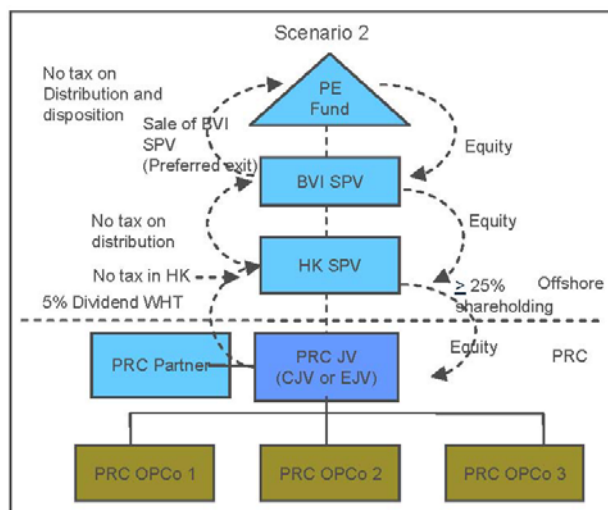 Scenario 2
No tax on
Distribution and
disposition
PE
Fund
Sale of BVI
SPV
(Preferred exit)
Equity
BVI SPV
No tax on
distribution
Equity
HK SPV
No tax in HK
5% Dividend WHT
≥ 25%
shareholding
Offshore
PRC Partner
PRC JV
(CJV or EJV)
Equity
PRC
PRC OPCo 1
PRC OPCo 2
PRC OPCo 3